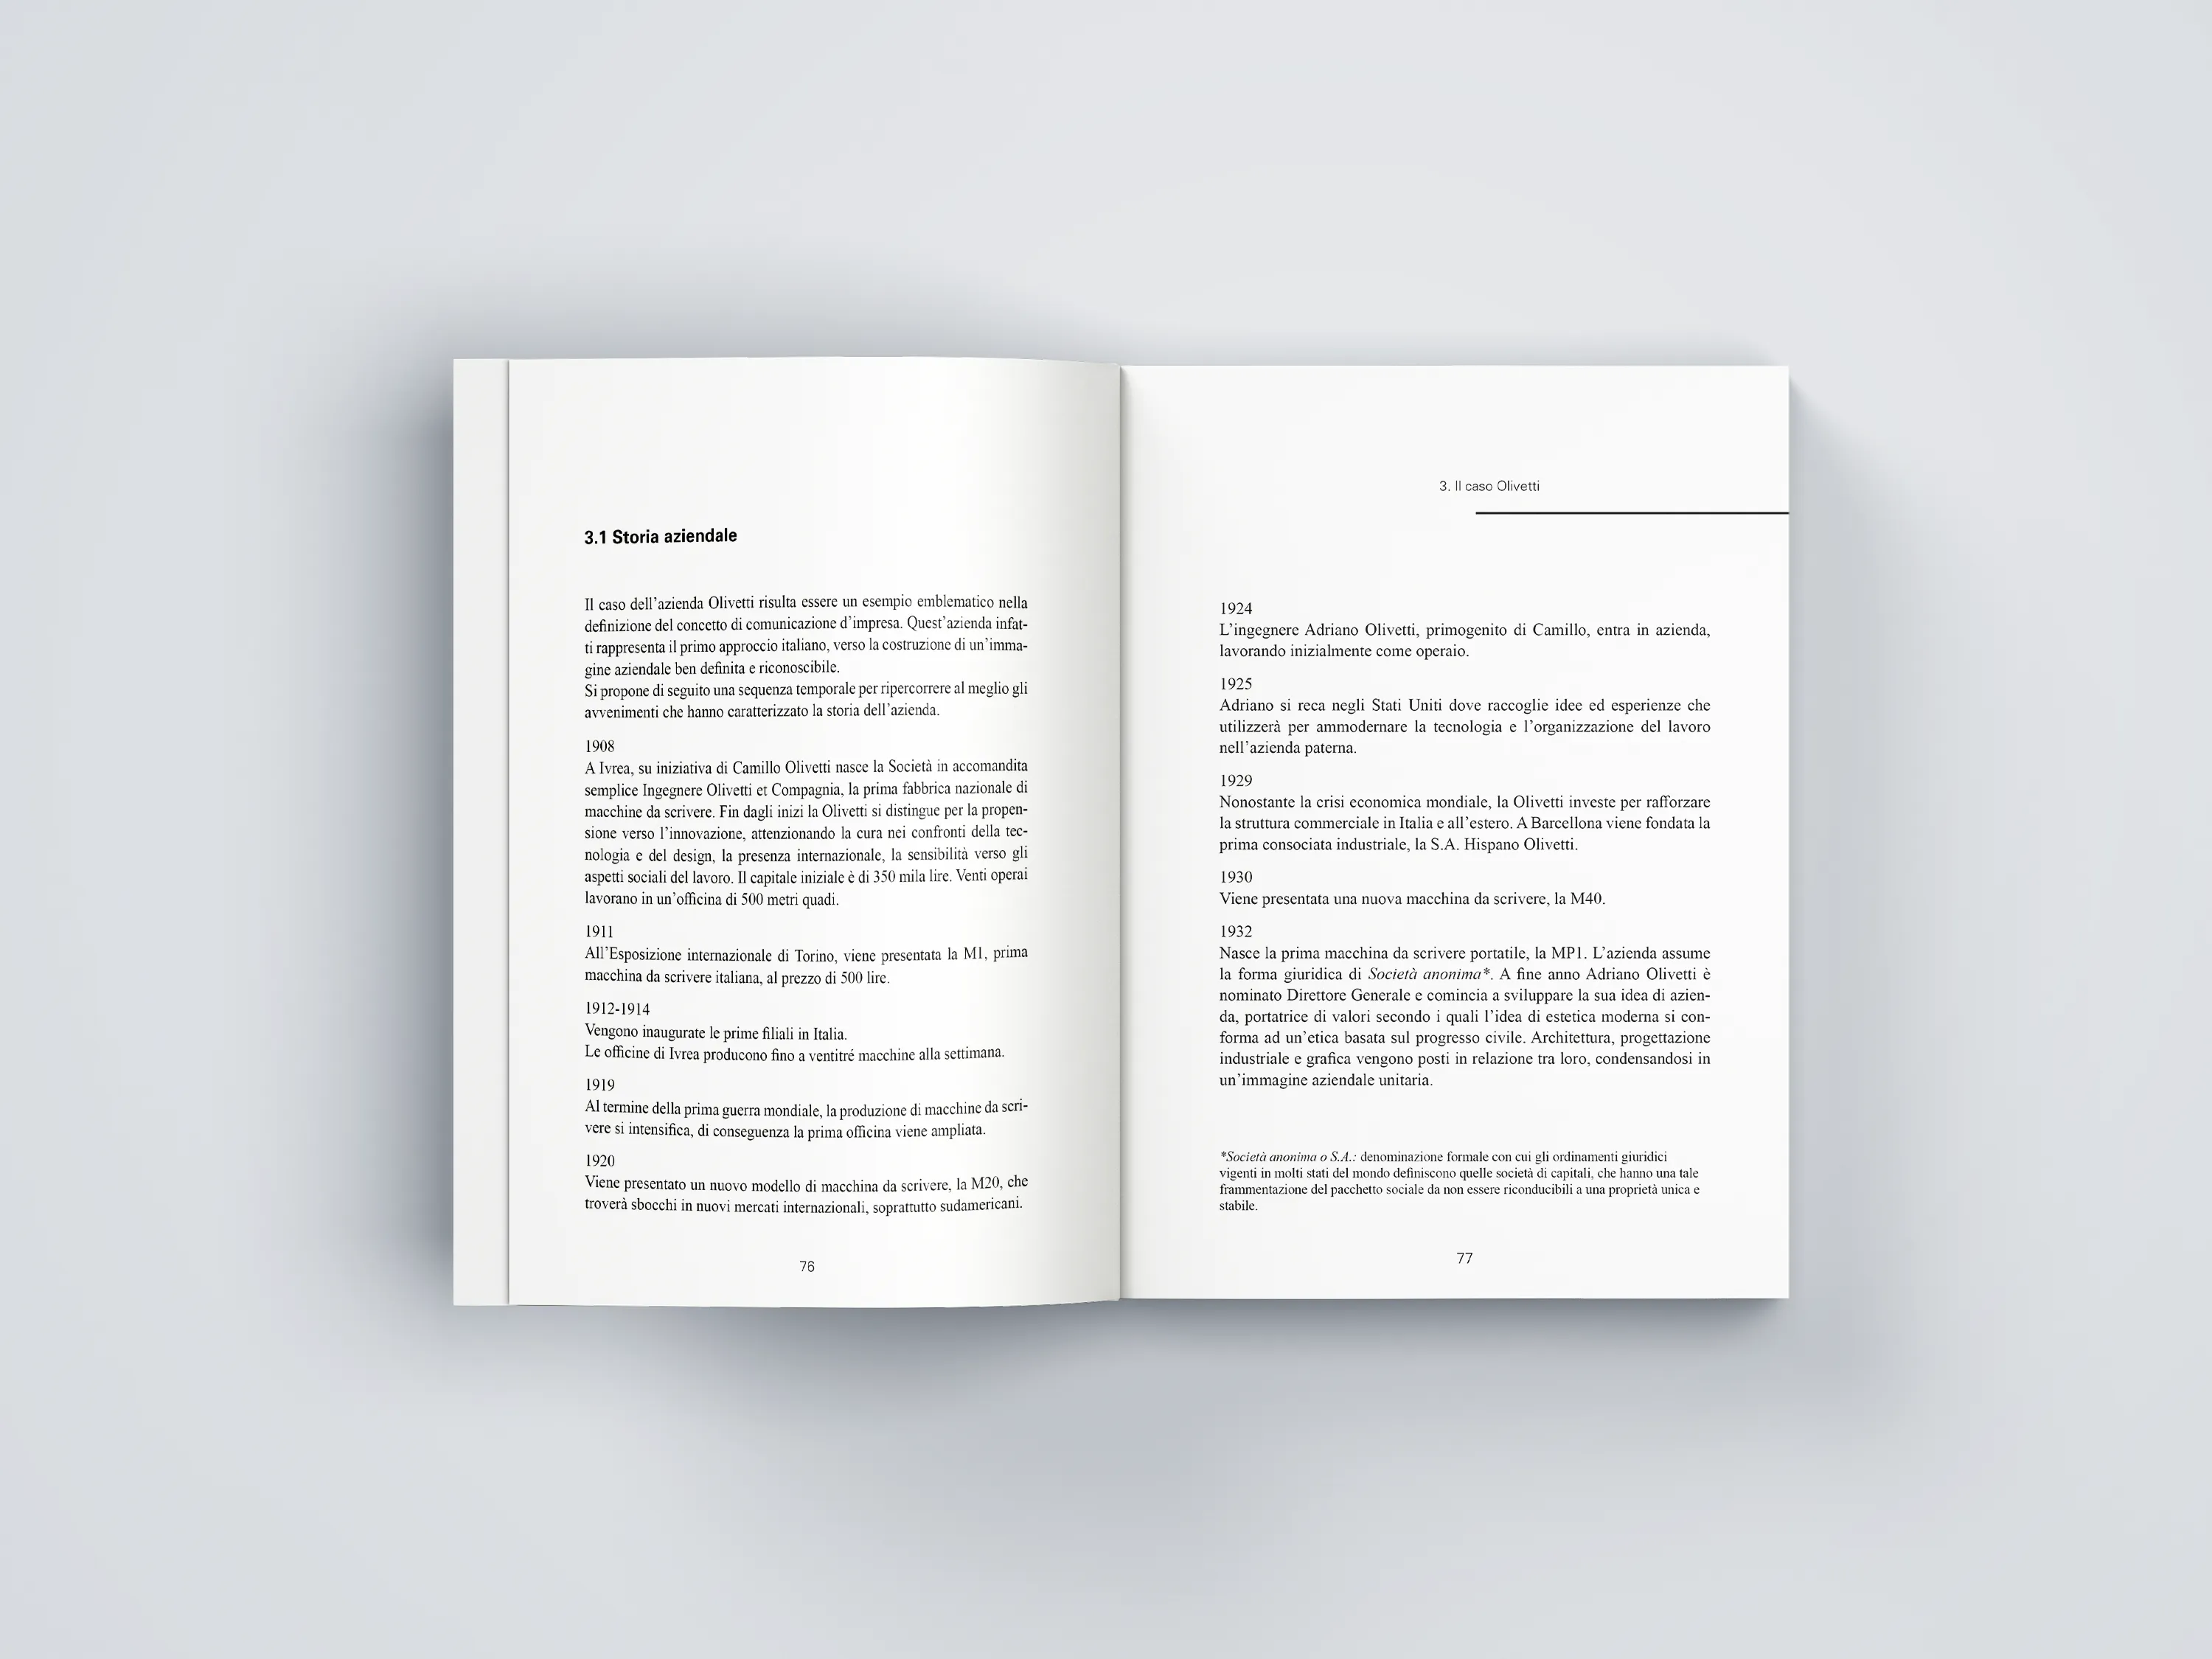 3.1 Storia aziendale
Il caso dell'azienda Olivetti risulta essere un esempio emblematico nella
definizione del concetto di comunicazione d'impresa. Quest'azienda infat-
ti rappresenta il primo approccio italiano, verso la costruzione di un'imma-
gine aziendale ben definita e riconoscibile.
Si propone di seguito una sequenza temporale per ripercorrere al meglio gli
avvenimenti che hanno caratterizzato la storia dell'azienda.
1908
A Ivrea, su iniziativa di Camillo Olivetti nasce la Società in accomandita
semplice Ingegnere Olivetti et Compagnia, la prima fabbrica nazionale di
macchine da scrivere. Fin dagli inizi la Olivetti si distingue per la propen-
sione verso l'innovazione, attenzionando la cura nei confronti della tec-
nologia e del design, la presenza internazionale, la sensibilità verso gli
aspetti sociali del lavoro. Il capitale iniziale è di 350 mila lire. Venti operai
lavorano in un'officina di 500 metri quadi.
1911
All'Esposizione internazionale di Torino, viene presentata la M1, prima
macchina da scrivere italiana, al prezzo di 500 lire.
1912-1914
Vengono inaugurate le prime filiali in Italia.
Le officine di Ivrea producono fino a ventitré macchine alla settimana.
1919
Al termine della prima guerra mondiale, la produzione di macchine da scri-
vere si intensifica, di conseguenza la prima officina viene ampliata.
1920
Viene presentato un nuovo modello di macchina da scrivere, la M20, che
troverà sbocchi in nuovi mercati internazionali, soprattutto sudamericani.
76
3. Il caso Olivetti
1924
L'ingegnere Adriano Olivetti, primogenito di Camillo, entra in azienda,
lavorando inizialmente come operaio.
1925
Adriano si reca negli Stati Uniti dove raccoglie idee ed esperienze che
utilizzerà per ammodernare la tecnologia e l'organizzazione del lavoro
nell'azienda paterna.
1929
Nonostante la crisi economica mondiale, la Olivetti investe per rafforzare
la struttura commerciale in Italia e all'estero. A Barcellona viene fondata la
prima consociata industriale, la S.A. Hispano Olivetti.
1930
Viene presentata una nuova macchina da scrivere, la M40.
1932
Nasce la prima macchina da scrivere portatile, la MP1. L'azienda assume
la forma giuridica di Società anonima*. A fine anno Adriano Olivetti è
nominato Direttore Generale e comincia a sviluppare la sua idea di azien-
da, portatrice di valori secondo i quali l'idea di estetica moderna si con-
forma ad un'etica basata sul progresso civile. Architettura, progettazione
industriale e grafica vengono posti in relazione tra loro, condensandosi in
un'immagine aziendale unitaria.
*Società anonima o S.A.: denominazione formale con cui gli ordinamenti giuridici
vigenti in molti stati del mondo definiscono quelle società di capitali, che hanno una tale
frammentazione del pacchetto sociale da non essere riconducibili a una proprietà unica e
stabile.
77